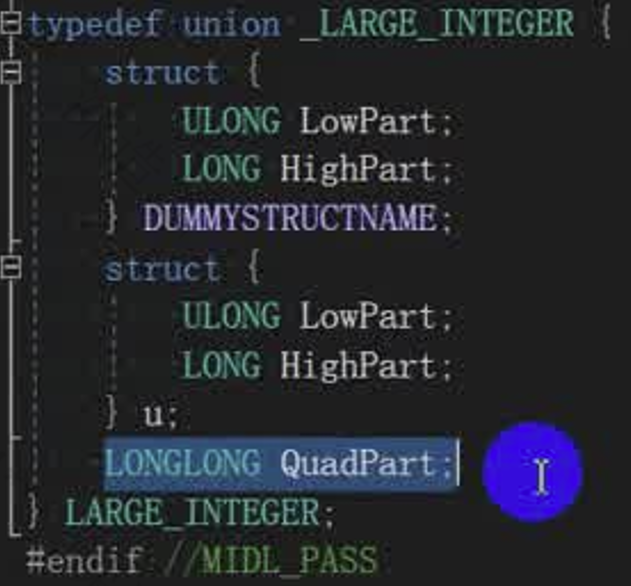 typedef union _LARGE_INTEGER {
struct {
ULONG LowPart;
LONG HighPart;
} DUMMYSTRUCTNAME;
struct {
ULONG LowPart;
LONG HighPart;
} u;
LONGLONG QuadPart;
} LARGE_INTEGER;
#endif //MIDL_PASS